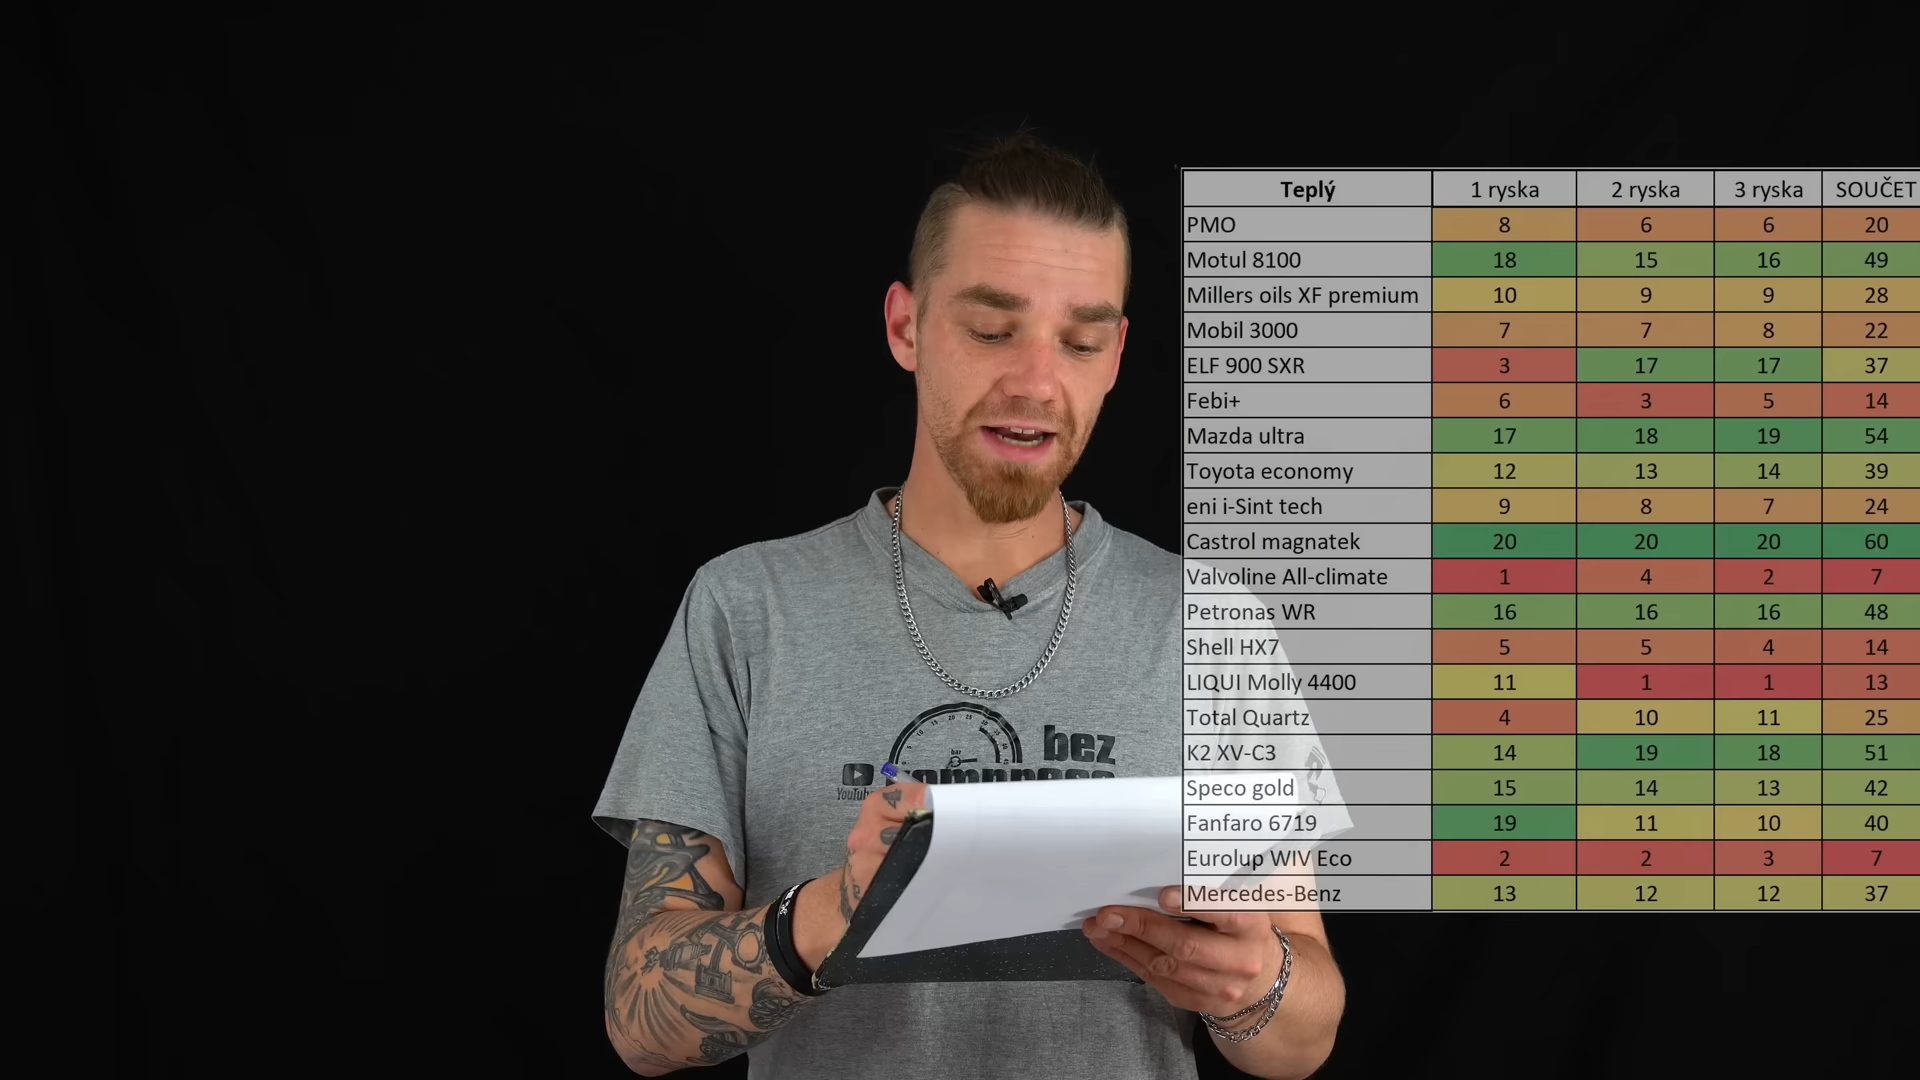 Teplý 1 ryska 2 ryska 3 ryska SOUČET
PMO 8 6 6 20
Motul 8100 18 15 16 49
Millers oils XF premium 10 9 9 28
Mobil 3000 7 7 8 22
ELF 900 SXR 3 17 17 37
Febi+ 6 3 5 14
Mazda ultra 17 18 19 54
Toyota economy 12 13 14 39
eni i-Sint tech 9 8 7 24
Castrol magnatek 20 20 20 60
Valvoline All-climate 1 4 2 7
Petronas WR 16 16 16 48
Shell HX7 5 5 4 14
LIQUI Molly 4400 11 1 1 13
Total Quartz 4 10 11 25
K2 XV-C3 14 19 18 51
Speco gold 15 14 13 42
Fanfaro 6719 19 11 10 40
Eurolup WIV Eco 2 2 3 7
Mercedes-Benz 13 12 12 37
bar
bez
YouTube